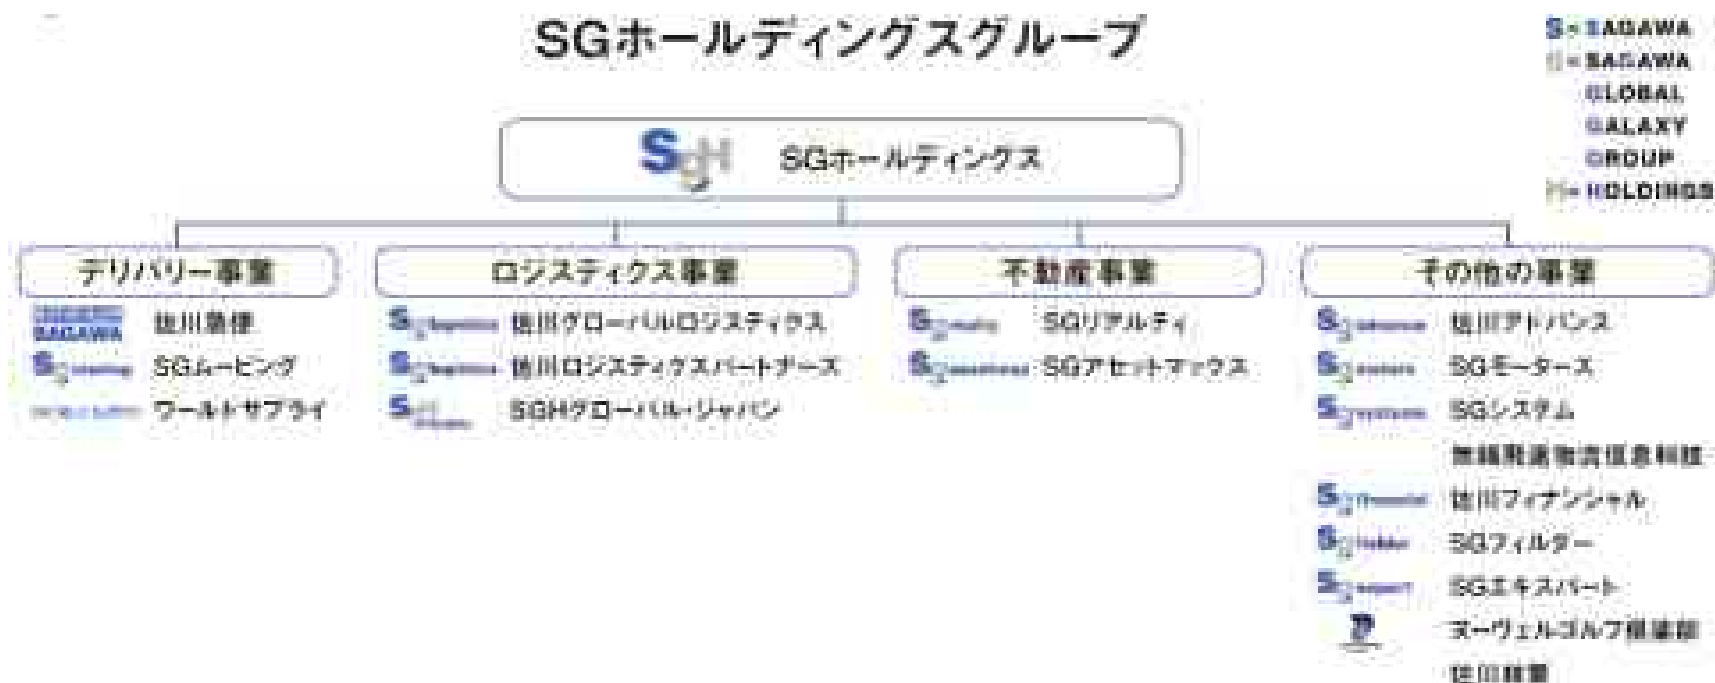 SGホールディングスグループ
S=SAGAWA
G=SAGAWA
GLOBAL
GALAXY
GROUP
H=HOLDINGS
SgH SGホールディングス
デリバリー事業
SAGAWA 佐川急便
SGムービング
ワールドサプライ
ロジスティクス事業
佐川グローバルロジスティクス
佐川ロジスティクスパートナーズ
SGHグローバル・ジャパン
不動産事業
SGリアルティ
SGアセットマックス
その他の事業
佐川アドバンス
SGモータース
SGシステム
佐川フィナンシャル
SGフィルダー
SGエキスパート
ヌーヴェルゴルフ倶楽部
佐川林業